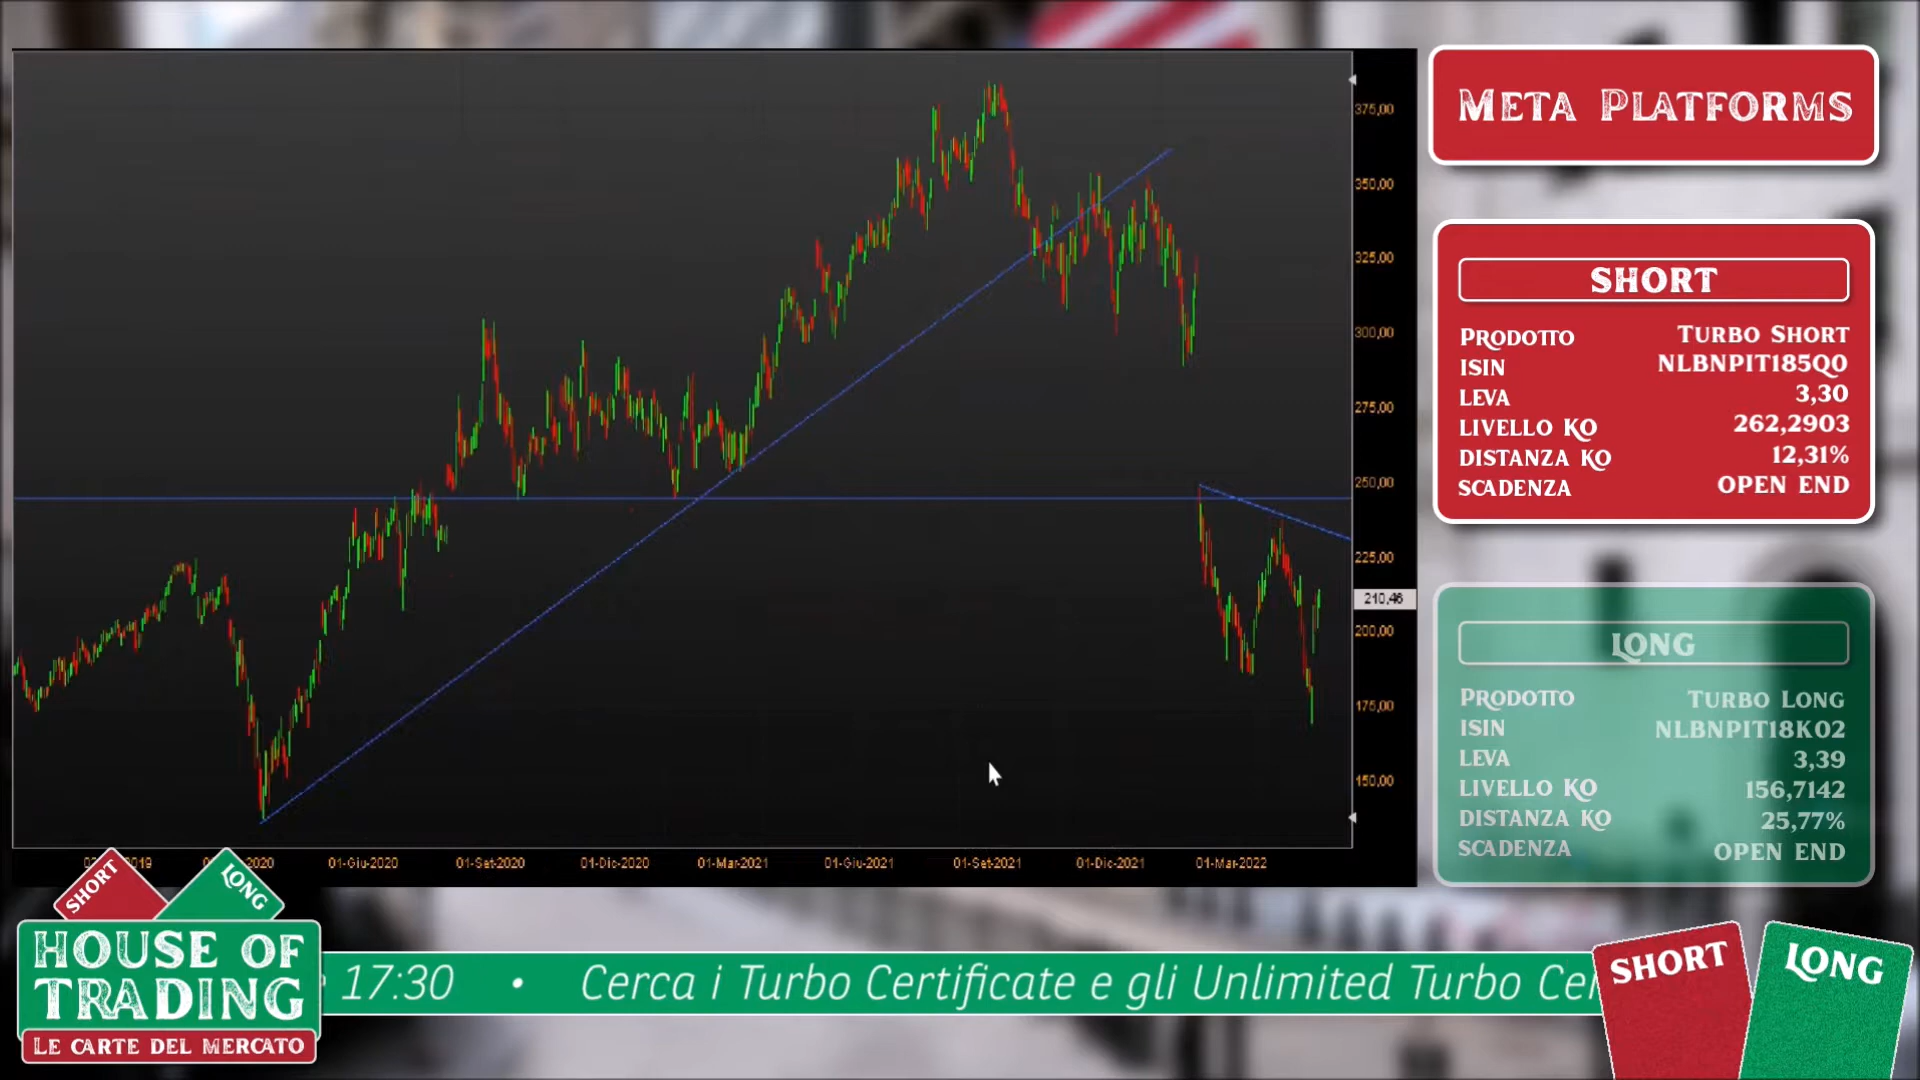 META PLATFORMS
SHORT
PRODOTTO TURBO SHORT
ISIN NLBNPIT185Q0
LEVA 3,30
LIVELLO KO 262,2903
DISTANZA KO 12,31%
SCADENZA OPEN END
LONG
PRODOTTO TURBO LONG
ISIN NLBNPIT18KO2
LEVA 3,39
LIVELLO KO 156,7142
DISTANZA KO 25,77%
SCADENZA OPEN END
375,00
350,00
325,00
300,00
275,00
250,00
225,00
210,46
200,00
175,00
150,00
2019 2020 01-Giu-2020 01-Set-2020 01-Dic-2020 01-Mar-2021 01-Giu-2021 01-Set-2021 01-Dic-2021 01-Mar-2022
SHORT LONG
HOUSE OF
TRADING
LE CARTE DEL MERCATO
17:30 • Cerca i Turbo Certificate e gli Unlimited Turbo Cer
SHORT LONG